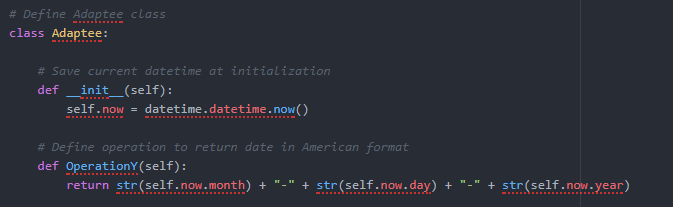 # Define Adaptee class
class Adaptee:
# Save current datetime at initialization
def __init__(self):
self.now = datetime.datetime.now()
# Define operation to return date in American format
def OperationY(self):
return str(self.now.month) + "-" + str(self.now.day) + "-" + str(self.now.year)